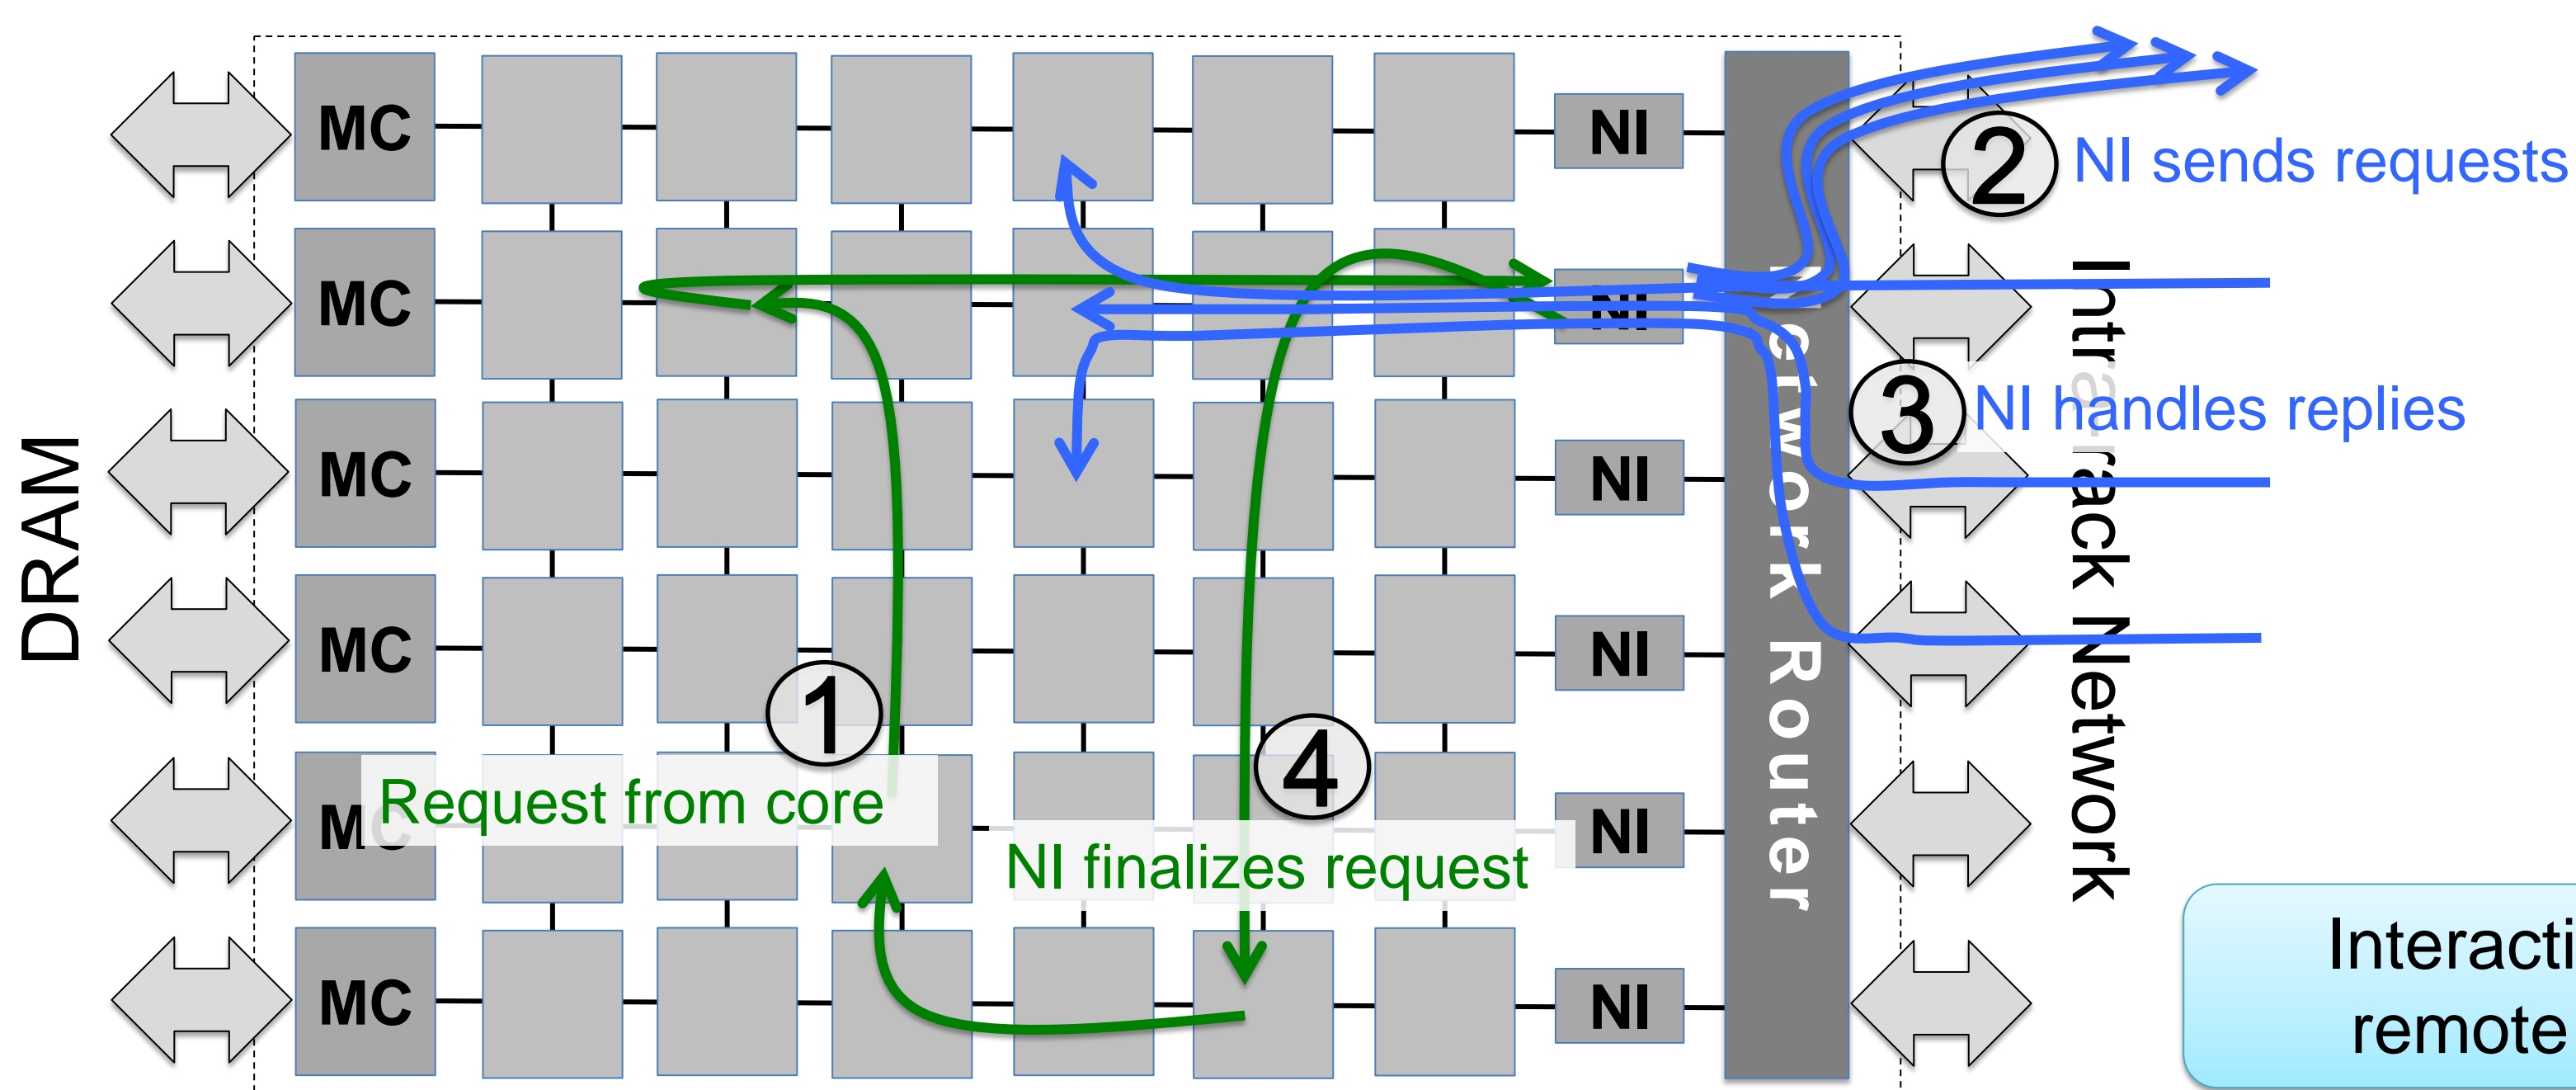 MC
NI
② NI sends requests
MC
NI
③ NI handles replies
MC
NI
DRAM
MC
NI
①
Request from core
④
MC
NI
NI finalizes request
MC
NI
Network Router
Intra-rack Network
Interacti
remote